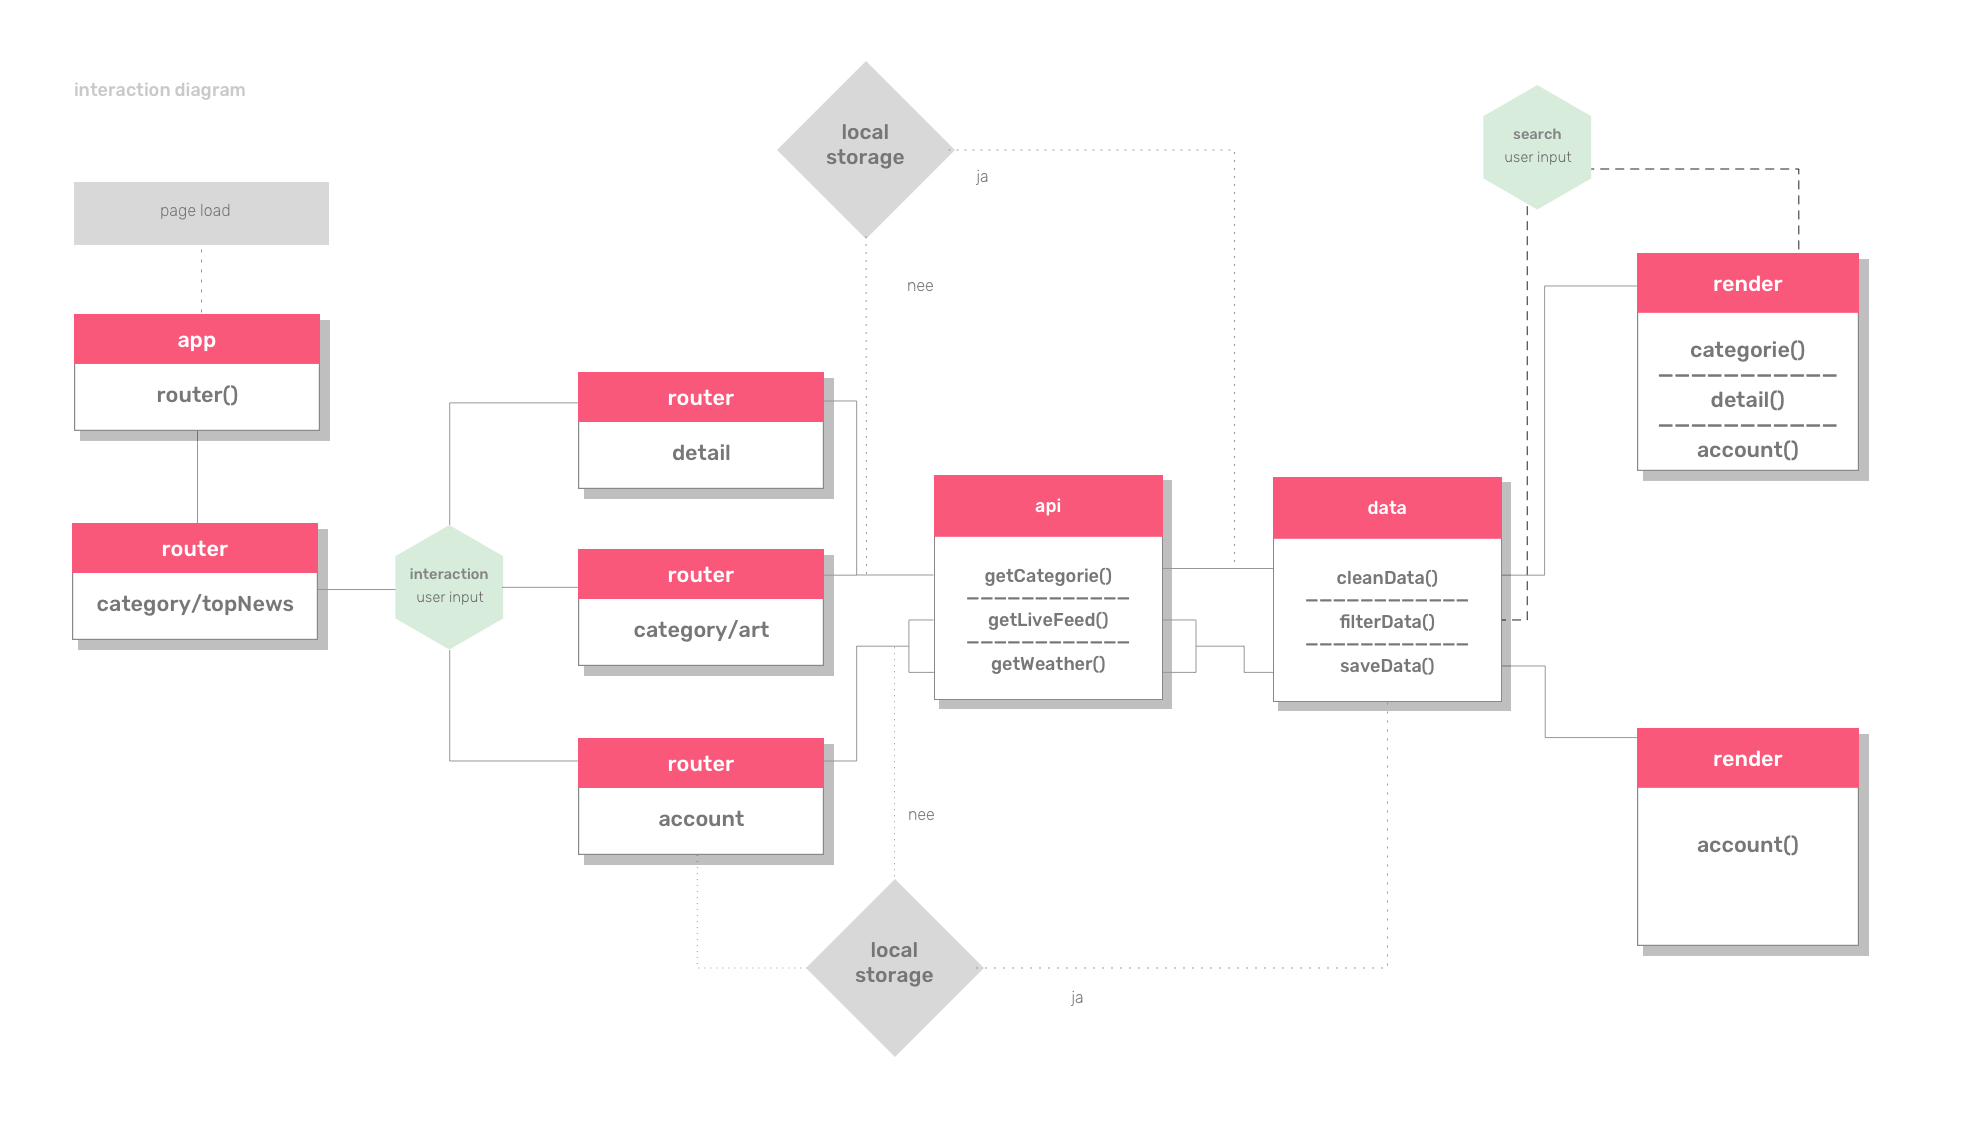 interaction diagram
page load
app
router()
router
category/topNews
interaction
user input
router
detail
router
category/art
router
account
local
storage
ja
nee
api
getCategorie()
getLiveFeed()
getWeather()
data
cleanData()
filterData()
saveData()
nee
local
storage
ja
search
user input
render
categorie()
detail()
account()
render
account()